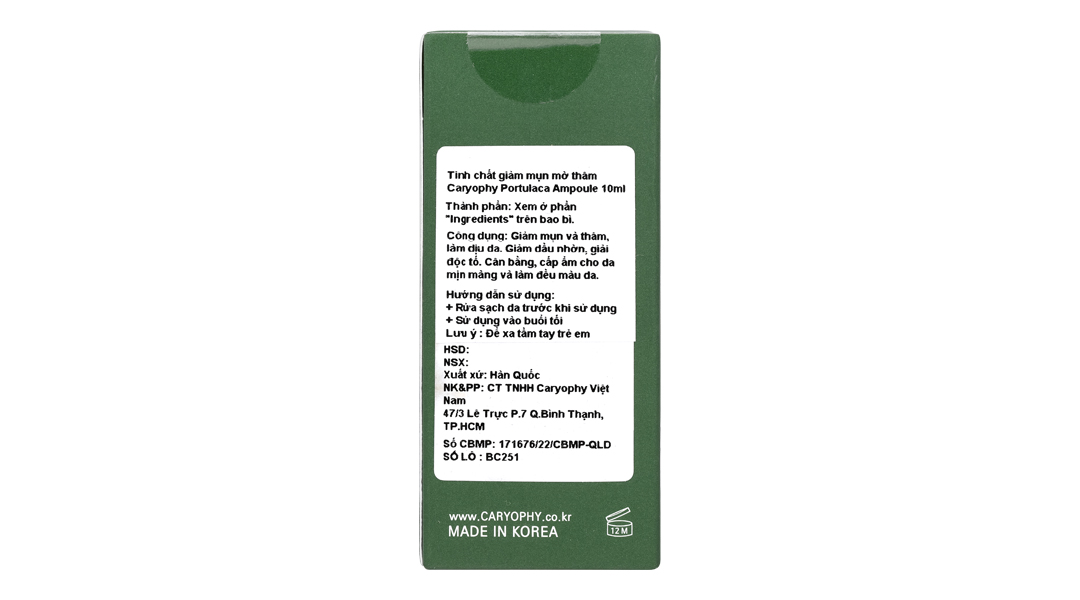 Tinh chất giảm mụn mờ thâm
Caryophy Portulaca Ampoule 10ml
Thành phần: Xem ở phần
"Ingredients" trên bao bì.
Công dụng: Giảm mụn và thâm,
làm dịu da. Giảm dầu nhờn, giải
độc tố. Cân bằng, cấp ẩm cho da
mịn màng và làm đều màu da.
Hướng dẫn sử dụng:
+ Rửa sạch da trước khi sử dụng
+ Sử dụng vào buổi tối
Lưu ý : Để xa tầm tay trẻ em
HSD:
NSX:
Xuất xứ: Hàn Quốc
NK&PP: CT TNHH Caryophy Việt
Nam
47/3 Lê Trực P.7 Q.Bình Thạnh,
TP.HCM
Số CBMP: 171676/22/CBMP-QLD
SỐ LÔ : BC251
www.CARYOPHY.co.kr
MADE IN KOREA
12M